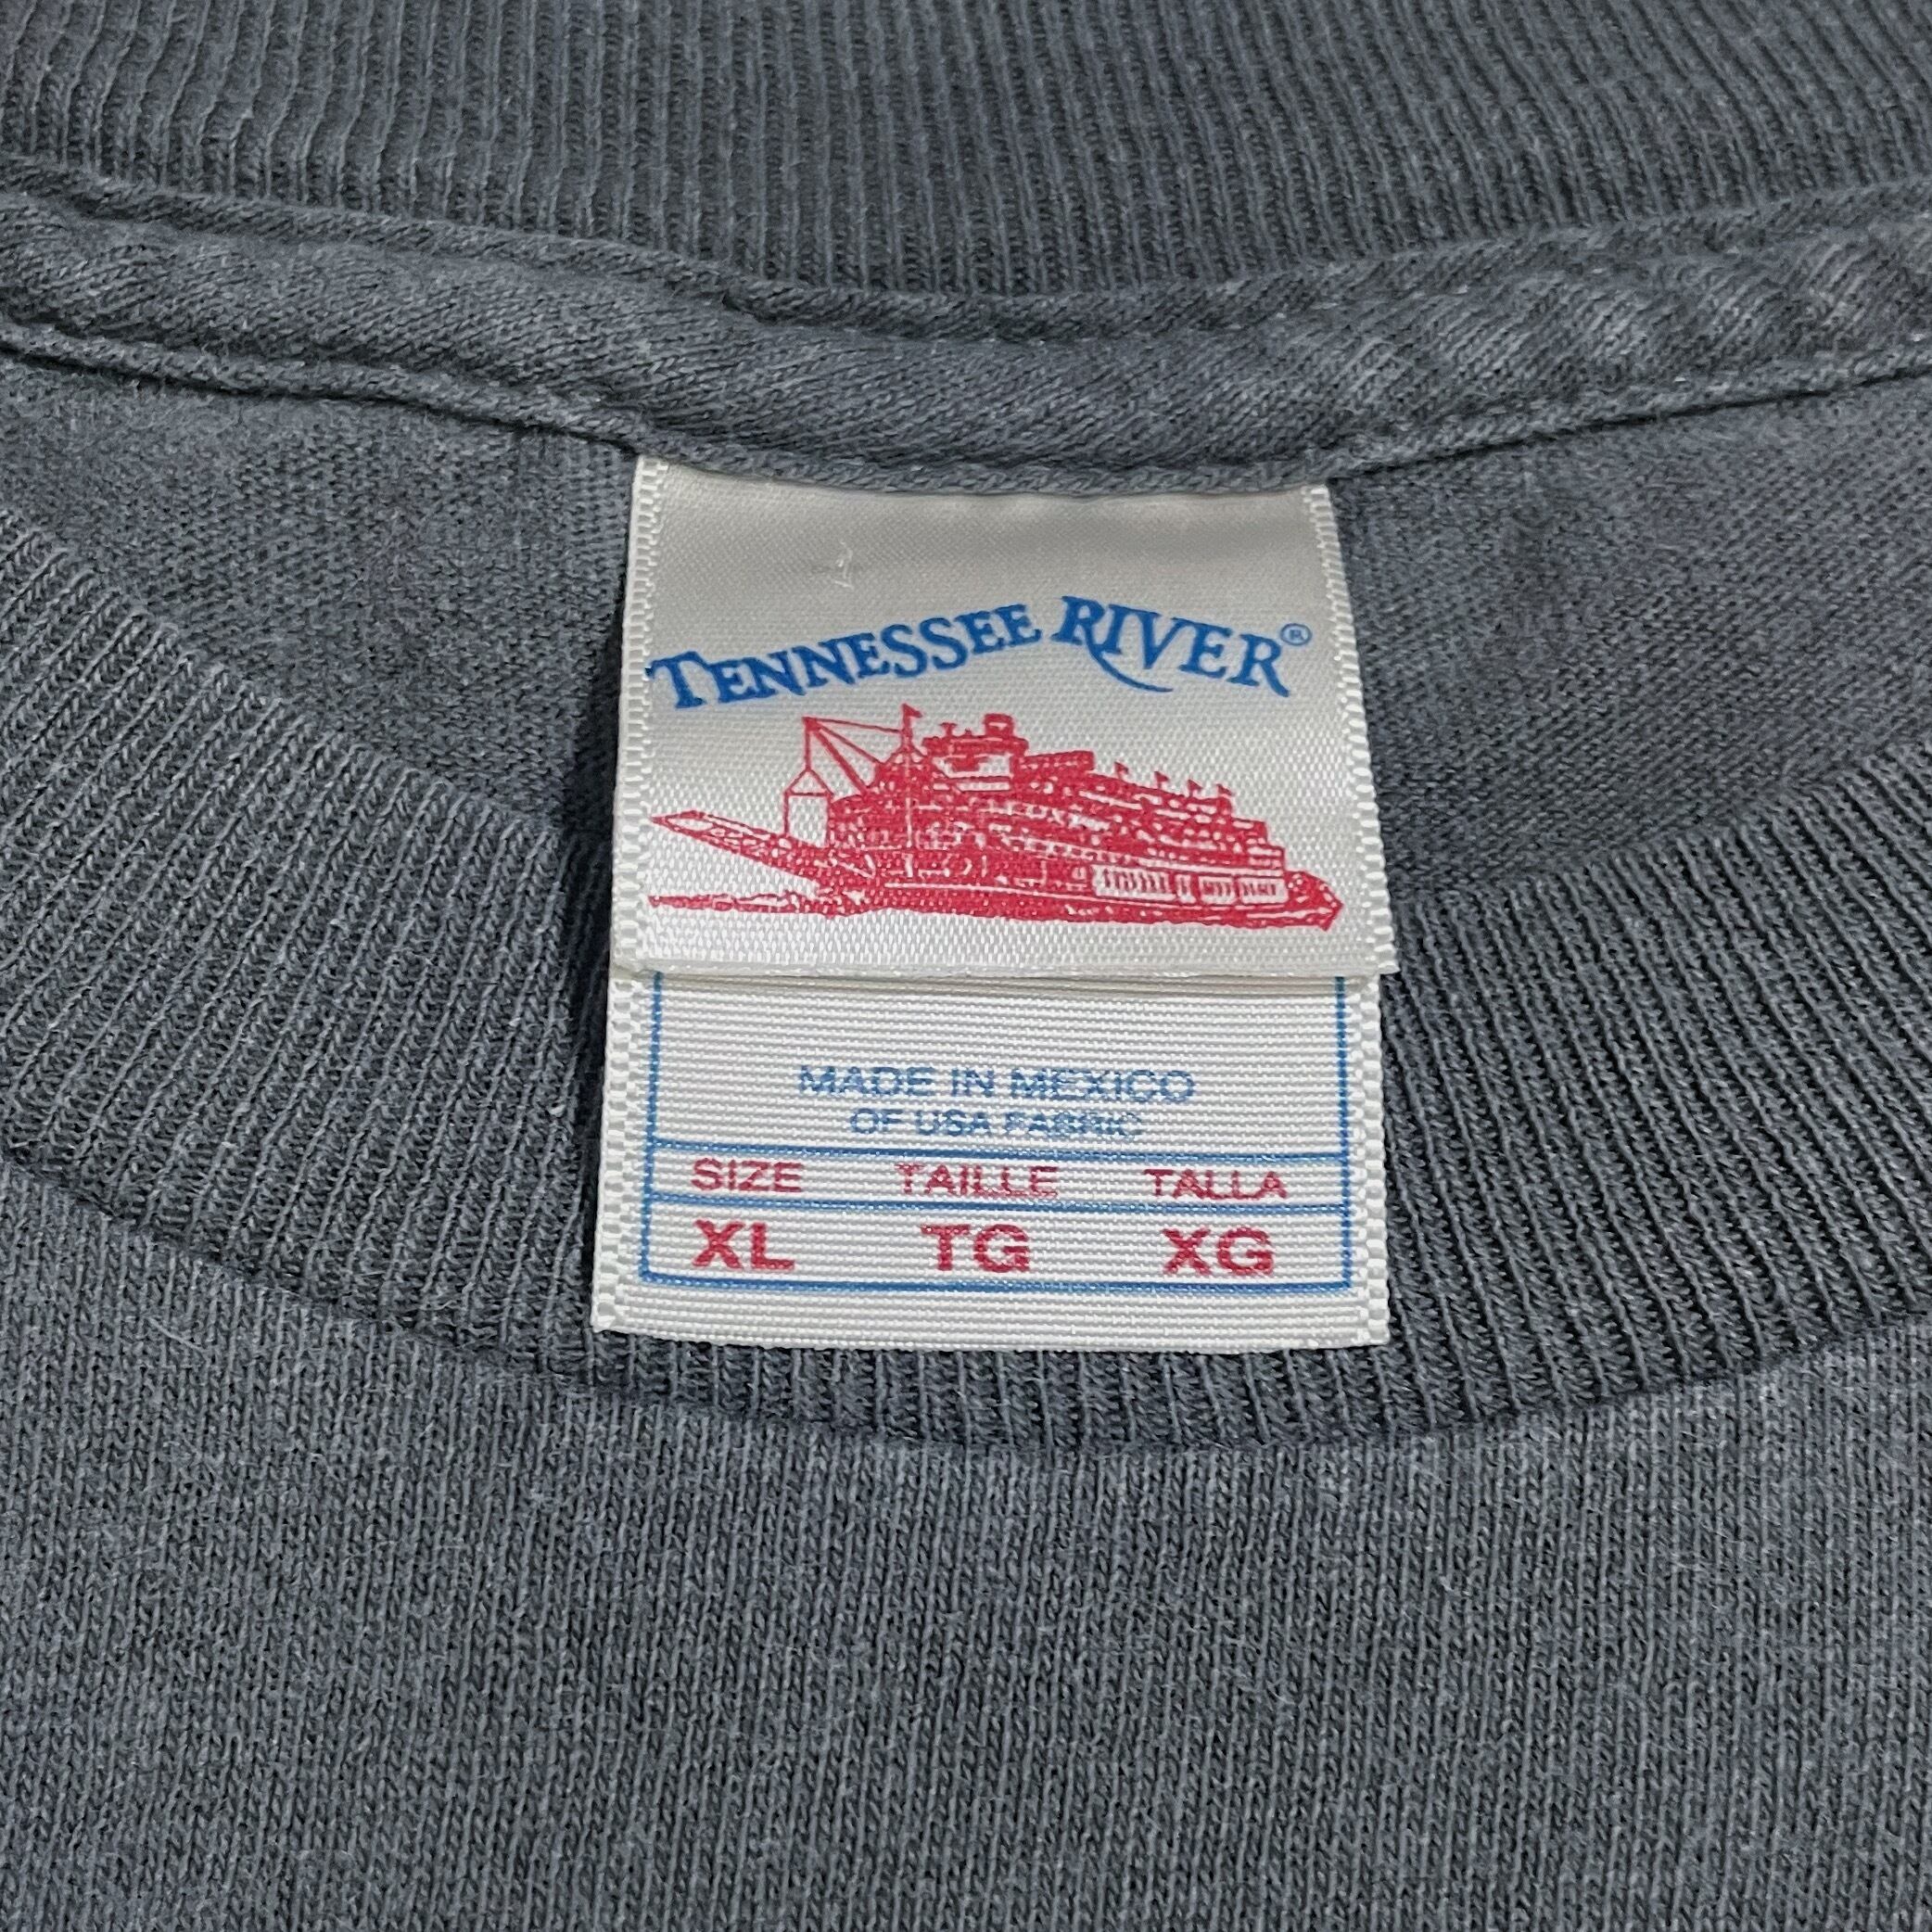 TENNESSEE RIVER®
MADE IN MEXICO
OF USA FABRIC
SIZE TAILLE TALLA
XL TG XG